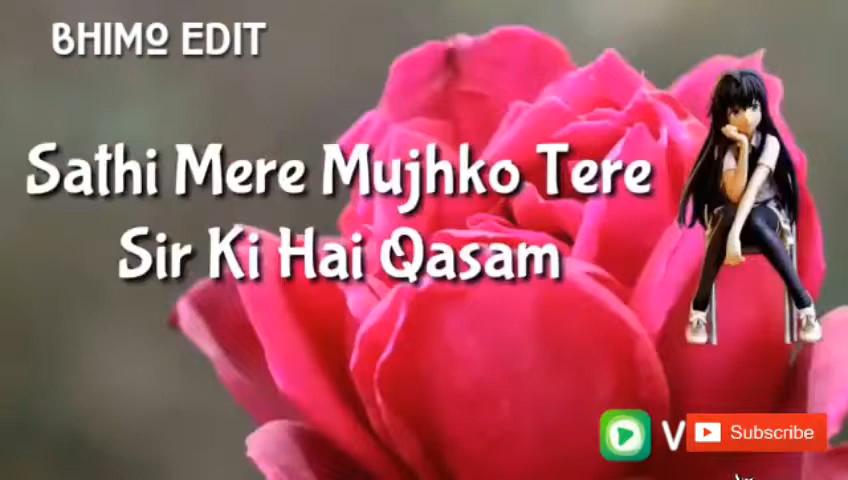 BHIMO EDIT
Sathi Mere Mujhko Tere
Sir Ki Hai Qasam
V
Subscribe